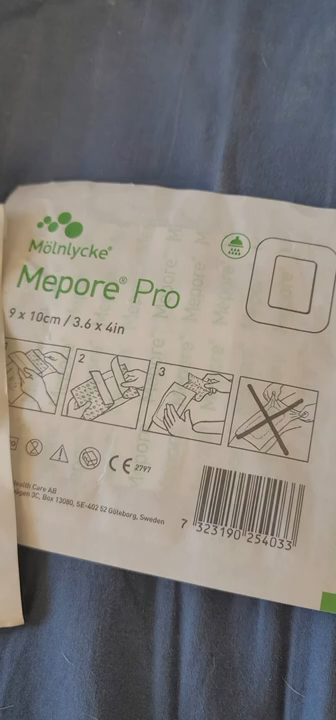 Mölnlycke®
Mepore® Pro
9 x 10cm / 3.6 x 4in
2
3
CE 2797
Health Care AB
Box 13080, SE-402 52 Göteborg, Sweden
7 323190 254033